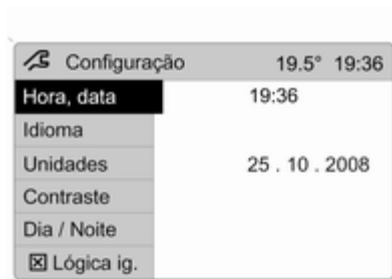 Configuração 19.5° 19:36
Hora, data 19:36
Idioma
Unidades 25 . 10 . 2008
Contraste
Dia / Noite
Lógica ig.